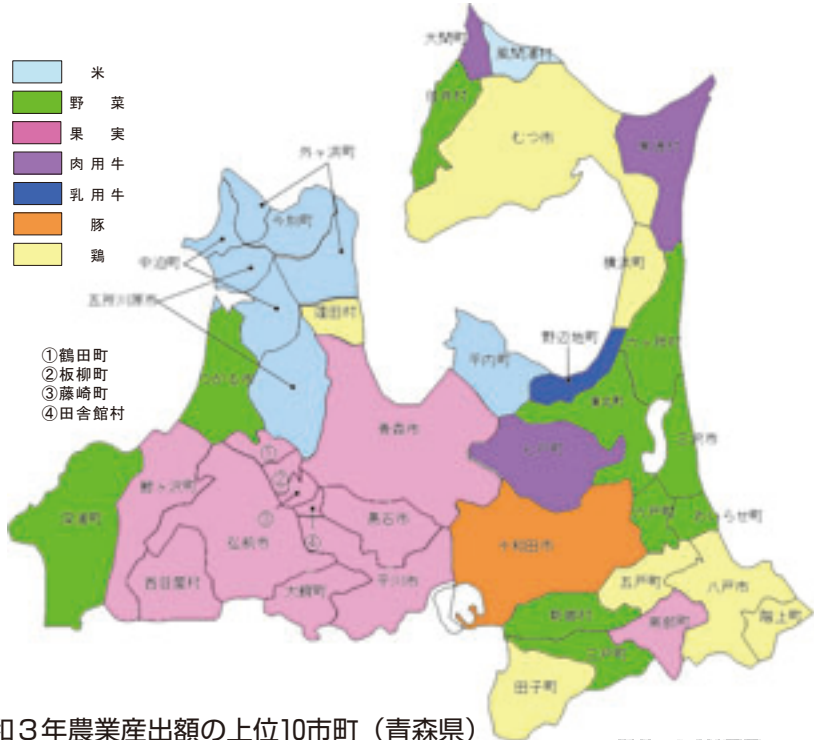 米
野菜
果実
肉用牛
乳用牛
豚
鶏
大間町
風間浦村
佐井村
むつ市
東通村
外ヶ浜町
今別町
中泊町
五所川原市
蓬田村
横浜町
野辺地町
六ヶ所村
平内町
①鶴田町
②板柳町
③藤崎町
④田舎館村
つがる市
青森市
東北町
三沢市
七戸町
①
鰺ヶ沢町
②
深浦町
黒石市
六戸町
おいらせ町
③
④
弘前市
十和田市
西目屋村
大鰐町
平川市
五戸町
八戸市
新郷村
階上町
南部町
三戸町
田子町
和3年農業産出額の上位10市町（青森県）